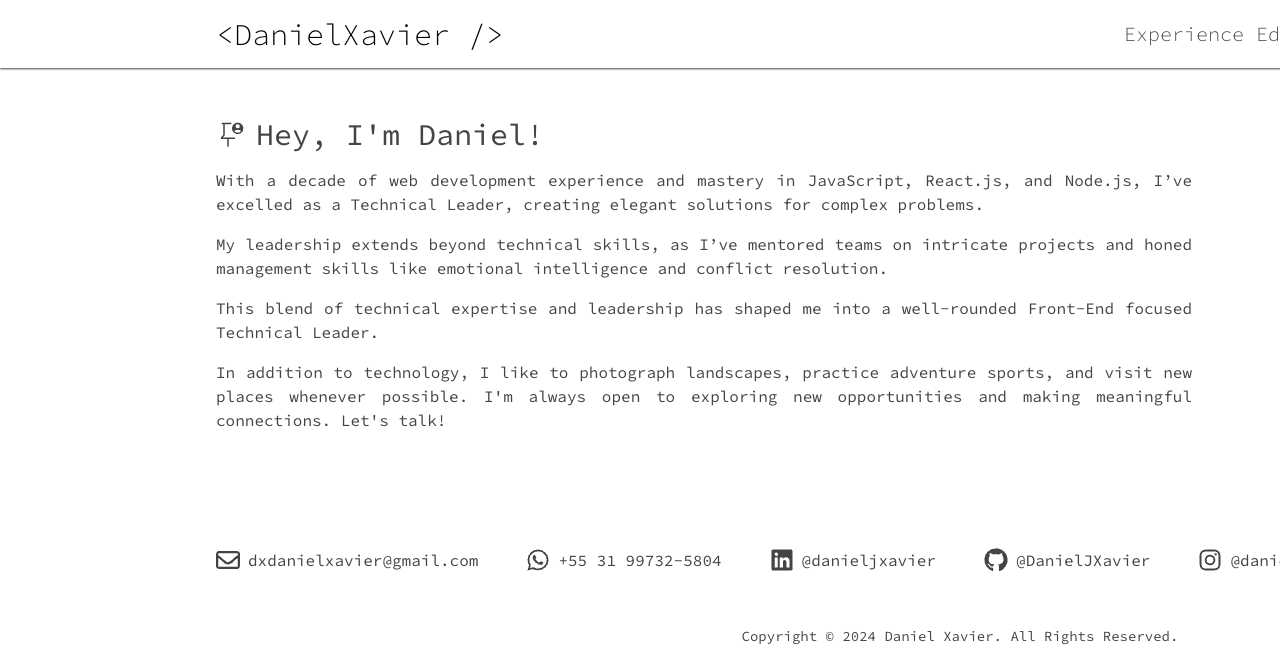 <DanielXavier />
Experience Ed
Hey, I'm Daniel!
With a decade of web development experience and mastery in JavaScript, React.js, and Node.js, I’ve
excelled as a Technical Leader, creating elegant solutions for complex problems.
My leadership extends beyond technical skills, as I’ve mentored teams on intricate projects and honed
management skills like emotional intelligence and conflict resolution.
This blend of technical expertise and leadership has shaped me into a well-rounded Front-End focused
Technical Leader.
In addition to technology, I like to photograph landscapes, practice adventure sports, and visit new
places whenever possible. I'm always open to exploring new opportunities and making meaningful
connections. Let's talk!
dxdanielxavier@gmail.com +55 31 99732-5804 @danieljxavier @DanielJXavier @dani
Copyright © 2024 Daniel Xavier. All Rights Reserved.